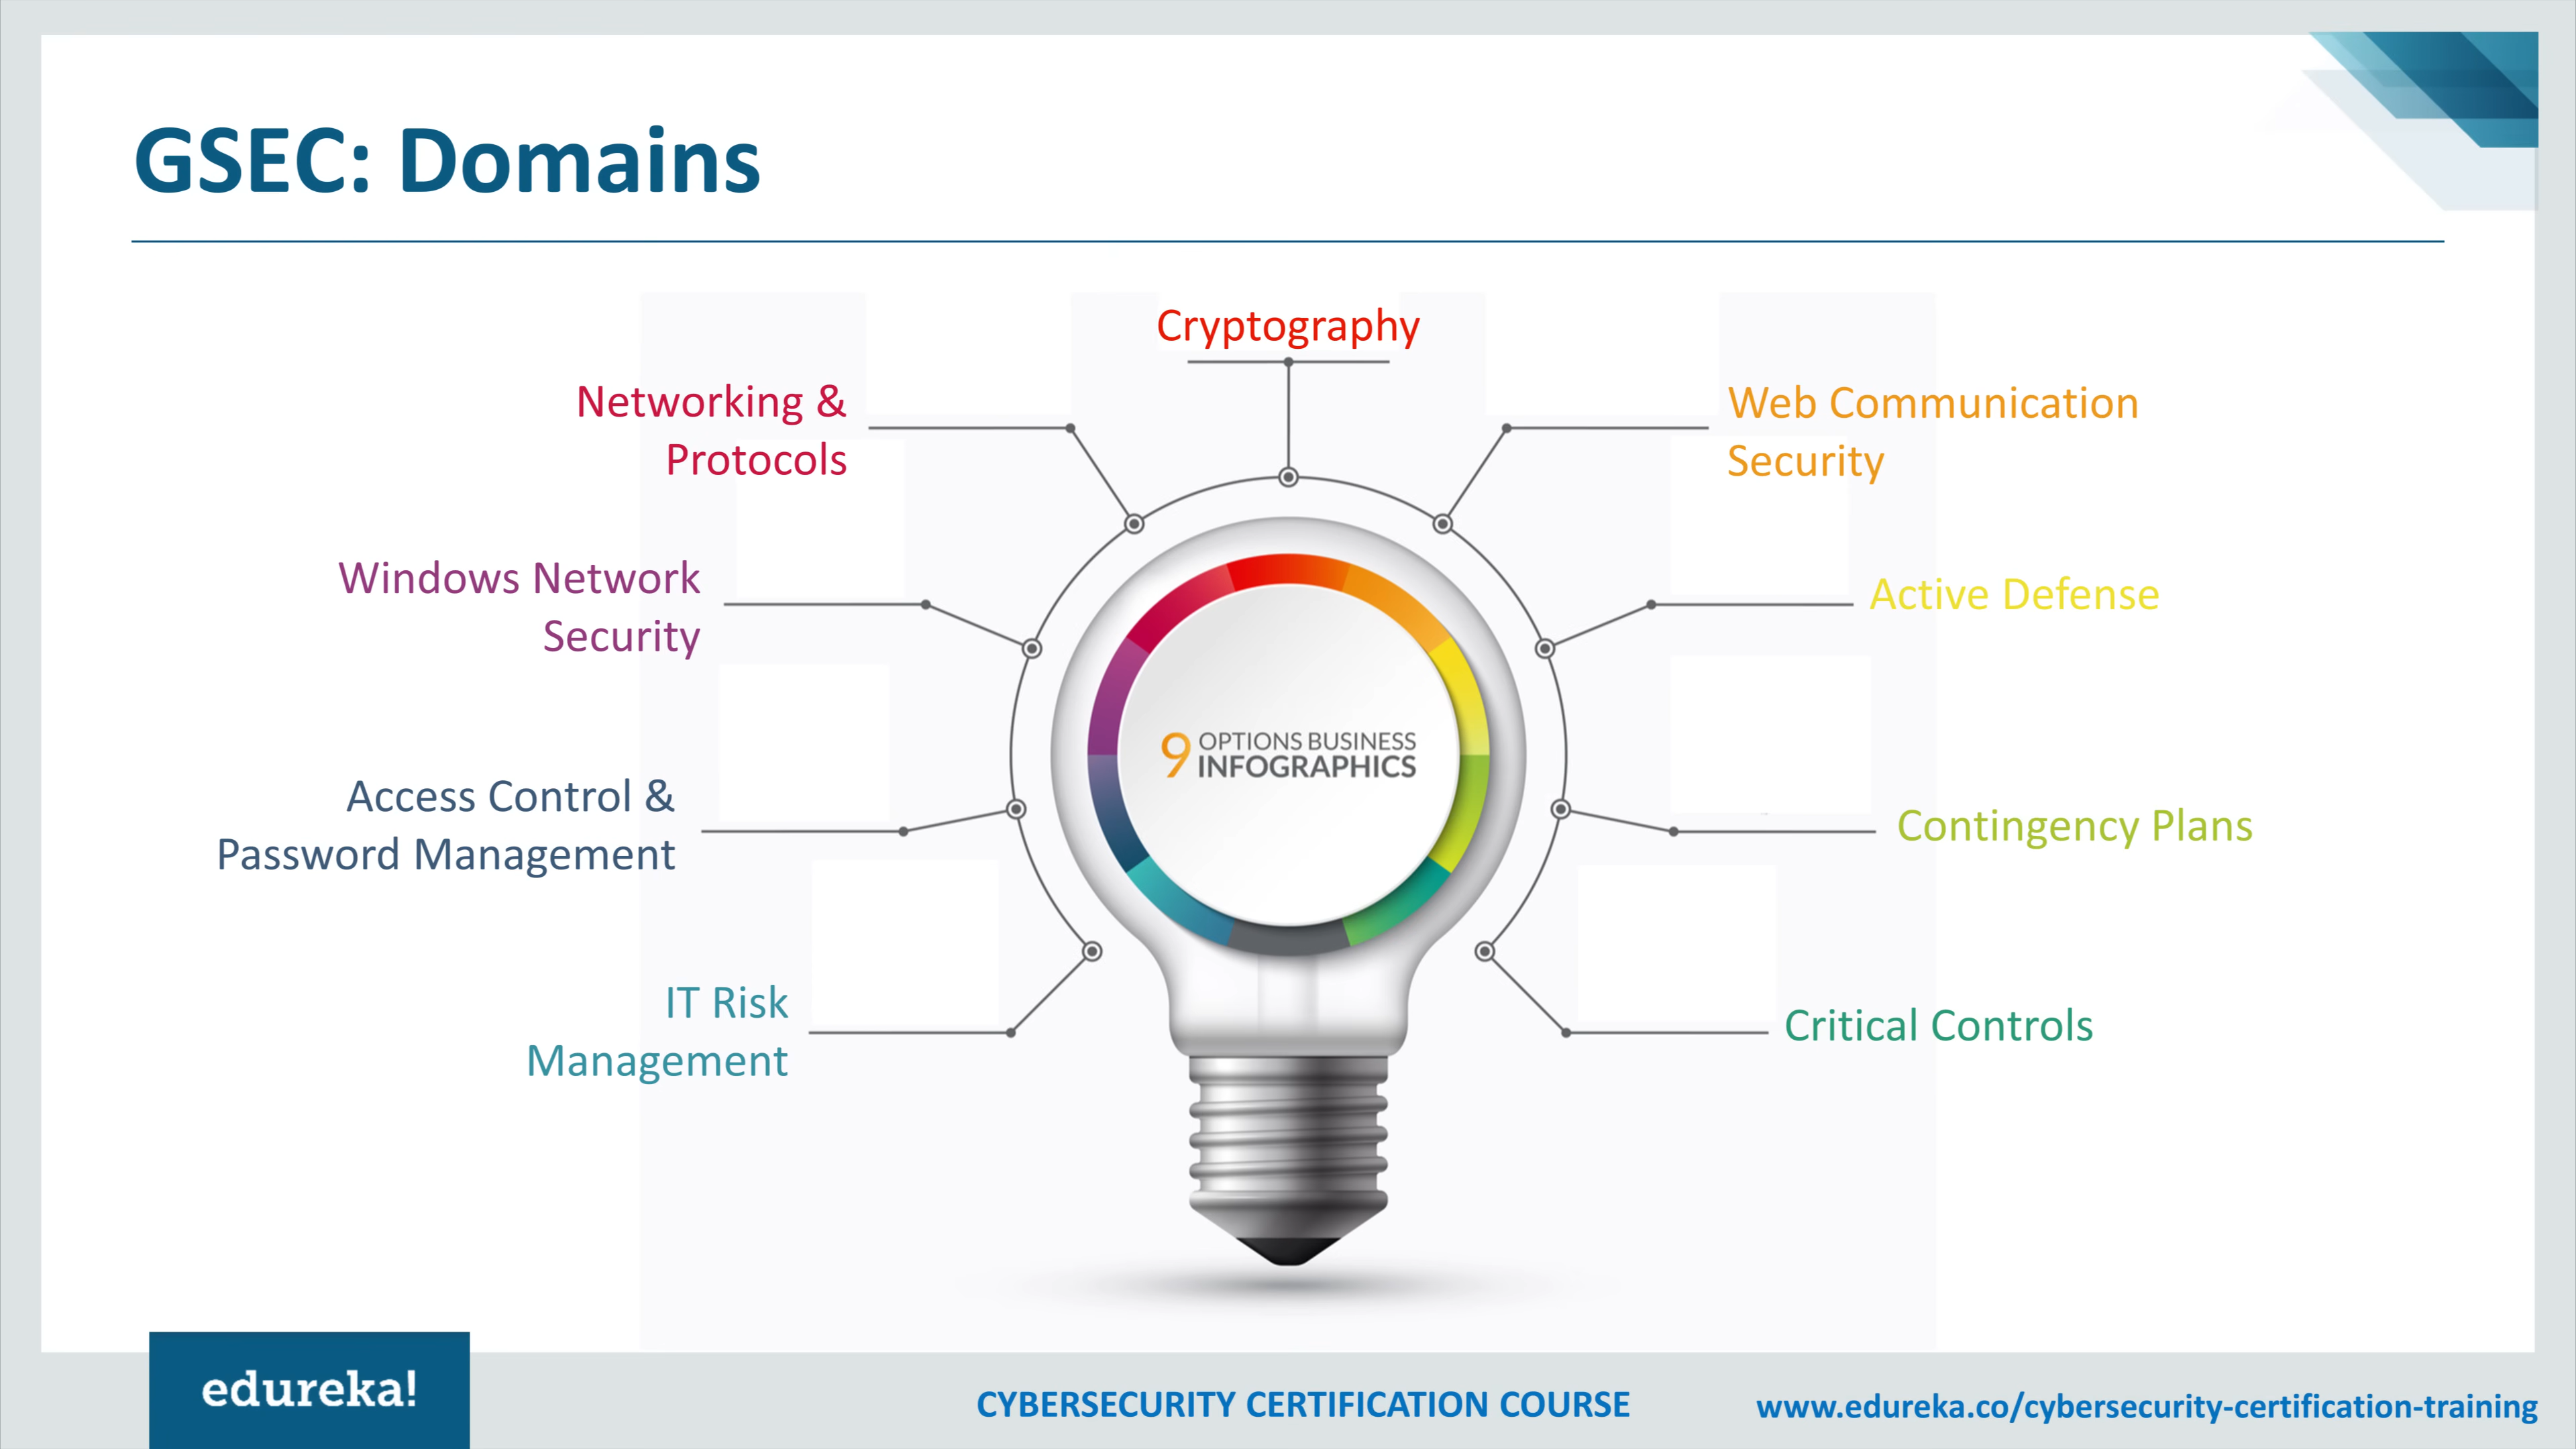 GSEC: Domains
Cryptography
Networking &
Protocols
Web Communication
Security
Windows Network
Security
Active Defense
Access Control &
Password Management
Contingency Plans
IT Risk
Management
Critical Controls
9 OPTIONS BUSINESS
INFOGRAPHICS
edureka!
CYBERSECURITY CERTIFICATION COURSE
www.edureka.co/cybersecurity-certification-training